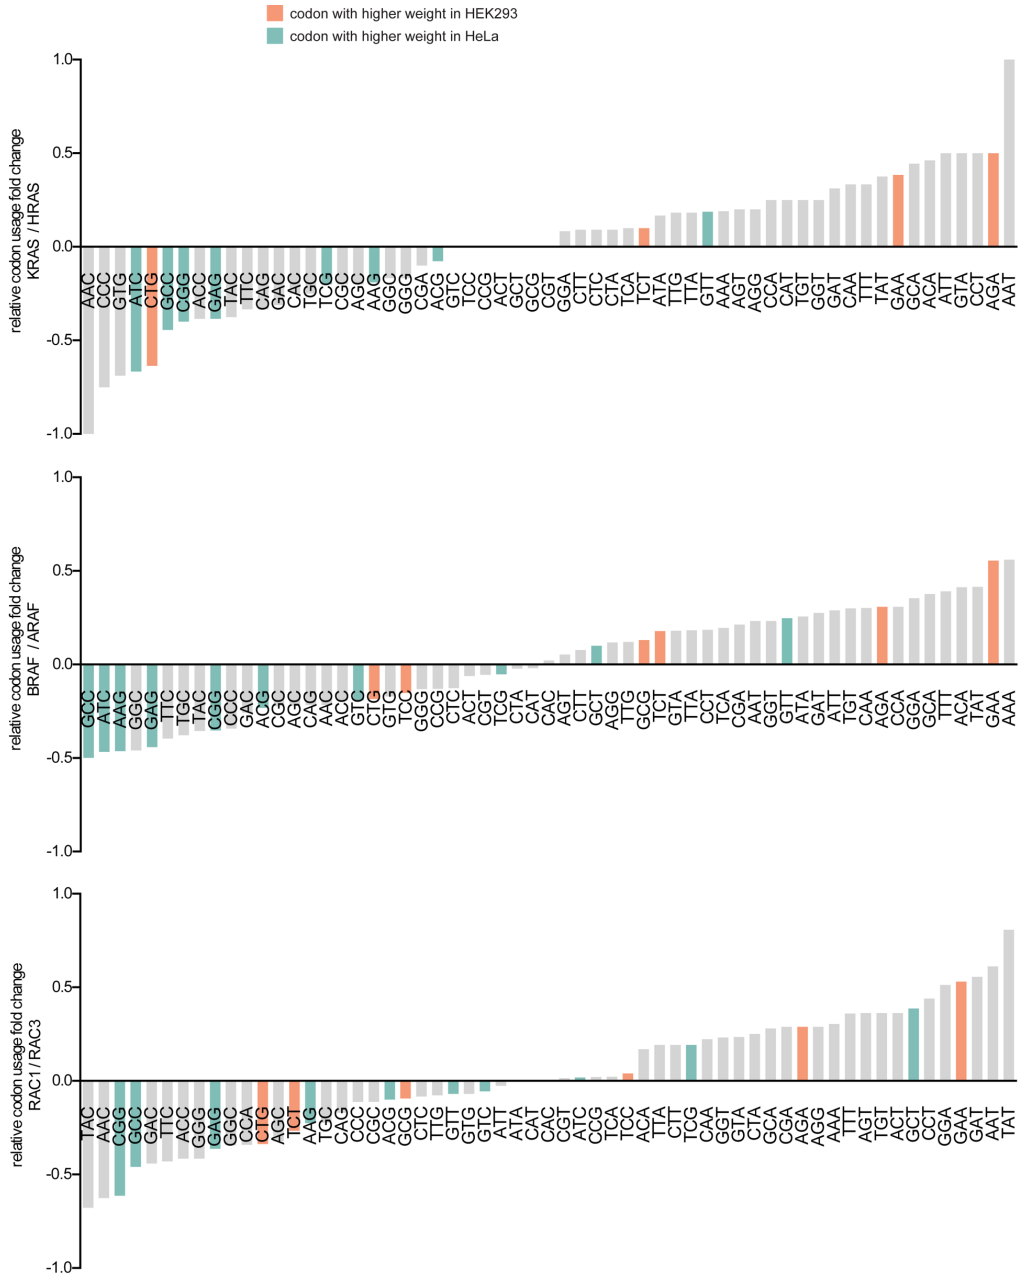 codon with higher weight in HEK293
codon with higher weight in HeLa
relative codon usage fold change
KRAS / HRAS
1.0
0.5
0.0
-0.5
-1.0
AAC CCC GTG ATC CTG GCC CGG ACC GAG TAC TTC CAG GAC CAC TGC TCG CGC AGC AAG GGC GGG CGA ACG GTC TCC CCG ACT GCT GCG CGT GGA CTT CTC CTA TCA TCT ATA TTG TTA GTT AAA AGT AGG CCA CAT TGT GGT GAT CAA TTT TAT GAA GCA ACA ATT GTA CCT AGA AAT
relative codon usage fold change
BRAF / ARAF
1.0
0.5
0.0
-0.5
-1.0
GCC ATC AAG GGC GAG TTC TGC TAC CGG CCC GAC ACG CGC AGC CAG AAC ACC GTC CTG GTG TCC GGG CCG CTC ACT CGT TCG CTA CAT CAC AGT CTT GCT AGG TTG GCG TCT GTA TTA CCT TCA CGA AAT GGT GTT ATA GAT ATT TGT CAA AGA CCA GGA GCA TTT ACA TAT GAA AAA
relative codon usage fold change
RAC1 / RAC3
1.0
0.5
0.0
-0.5
-1.0
TAC AAC CGG GCC GAC TTC ACC GGG GAG GGC CCA CTG AGC TCT AAG TGC CAG CCC CGC ACG GCG CTC TTG GTT GTG GTC ATT ATA CAT CAC CGT ATC CCG TCA TCC ACA TTA CTT TCG CAA GGT GTA CTA GCA CGA AGA AGG AAA TTT AGT TGT ACT GCT CCT GGA GAA GAT AAT TAT